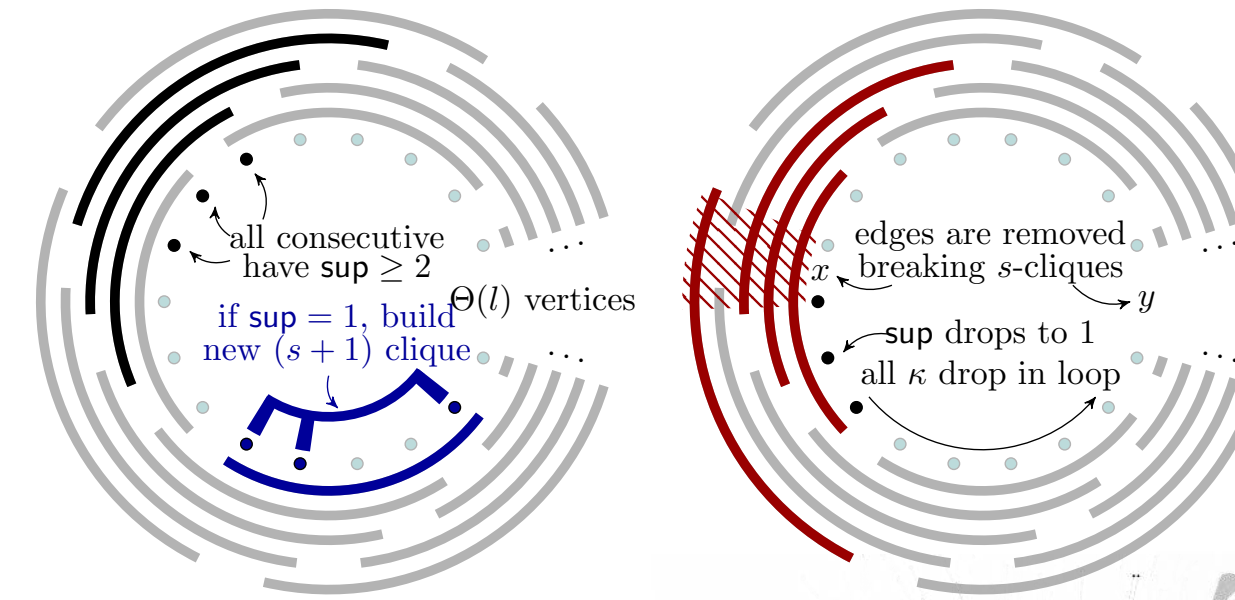 all consecutive
have sup ≥ 2
...
Θ(l) vertices
if sup = 1, build
new (s + 1) clique
...
edges are removed
x breaking s-cliques
y
...
sup drops to 1
all κ drop in loop
...